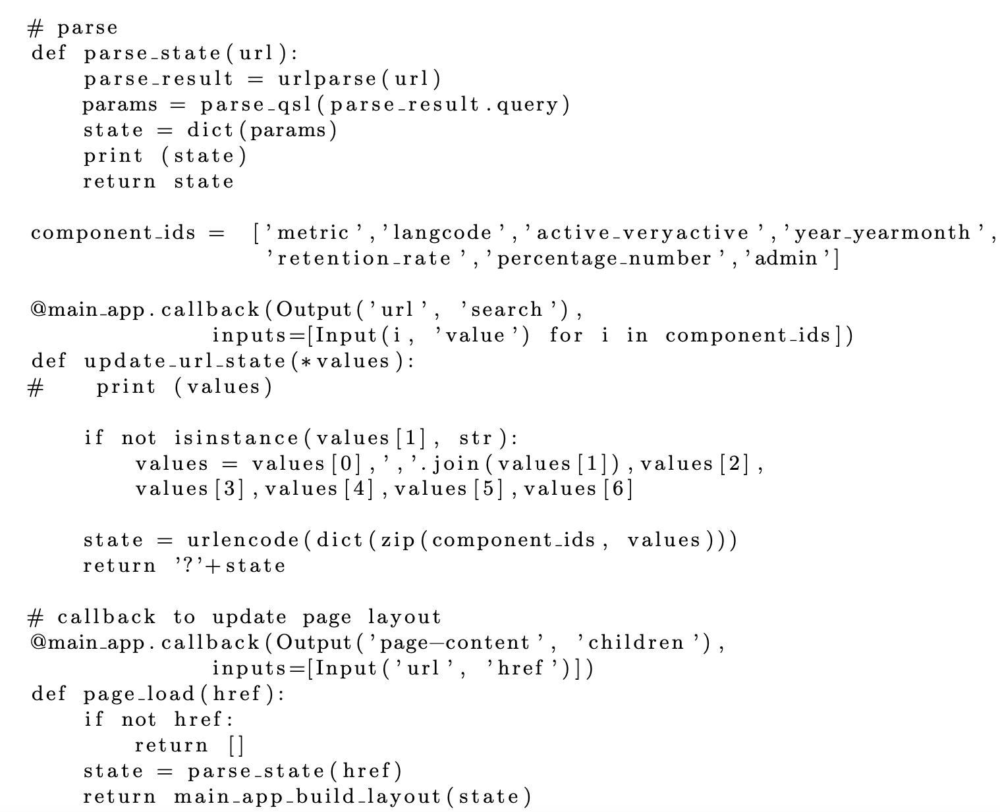 # parse
def parse_state(url):
    parse_result = urlparse(url)
    params = parse_qsl(parse_result.query)
    state = dict(params)
    print (state)
    return state

component_ids =  ['metric','langcode','active_veryactive','year_yearmonth',
                  'retention_rate','percentage_number','admin']

@main_app.callback(Output('url', 'search'),
              inputs=[Input(i, 'value') for i in component_ids])
def update_url_state(*values):
#    print (values)

    if not isinstance(values[1], str):
        values = values[0],','.join(values[1]),values[2],
        values[3],values[4],values[5],values[6]

    state = urlencode(dict(zip(component_ids, values)))
    return '?'+state

# callback to update page layout
@main_app.callback(Output('page-content', 'children'),
              inputs=[Input('url', 'href')])
def page_load(href):
    if not href:
        return []
    state = parse_state(href)
    return main_app_build_layout(state)